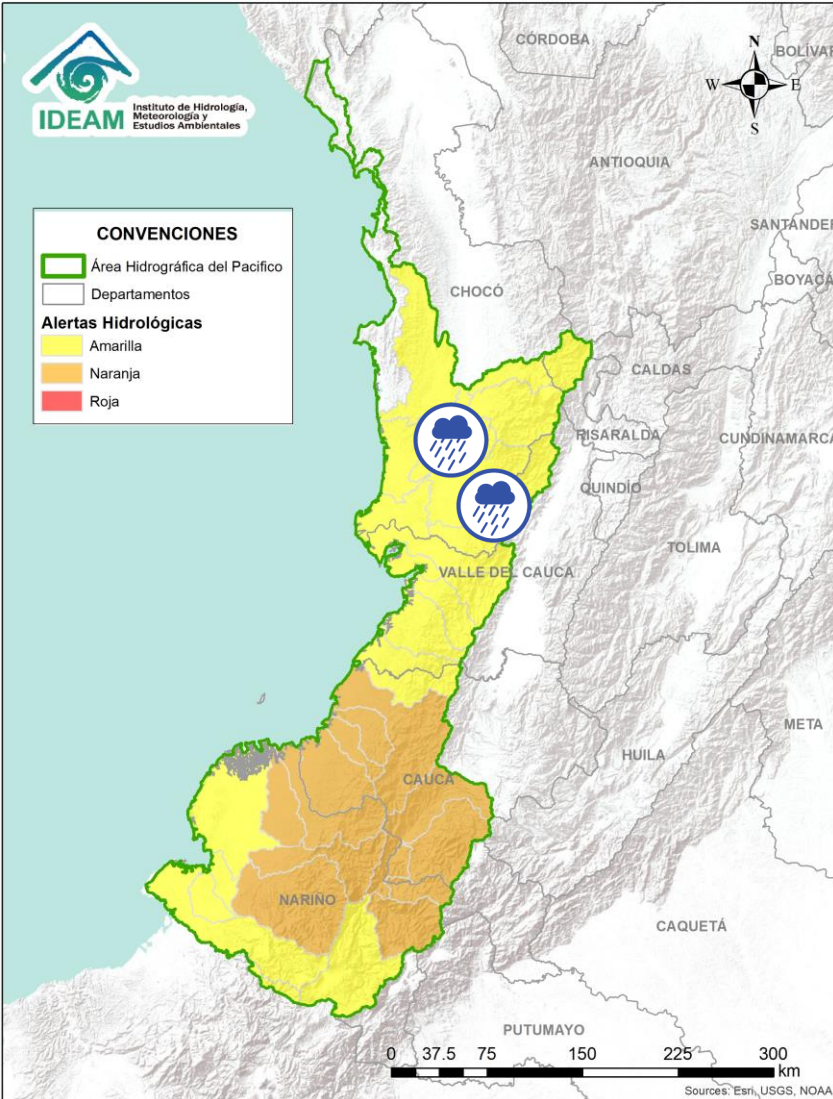 IDEAM
Instituto de Hidrología,
Meteorología y
Estudios Ambientales
CONVENCIONES
Área Hidrográfica del Pacifico
Departamentos
Alertas Hidrológicas
Amarilla
Naranja
Roja
N
W
E
S
CÓRDOBA
BOLÍVAR
ANTIOQUIA
SANTANDER
BOYACÁ
CHOCÓ
CALDAS
RISARALDA
CUNDINAMARCA
QUINDÍO
TOLIMA
VALLE DEL CAUCA
META
HUILA
CAUCA
NARIÑO
CAQUETÁ
PUTUMAYO
0 37.5 75 150 225 300
km
Sources: Esri, USGS, NOAA